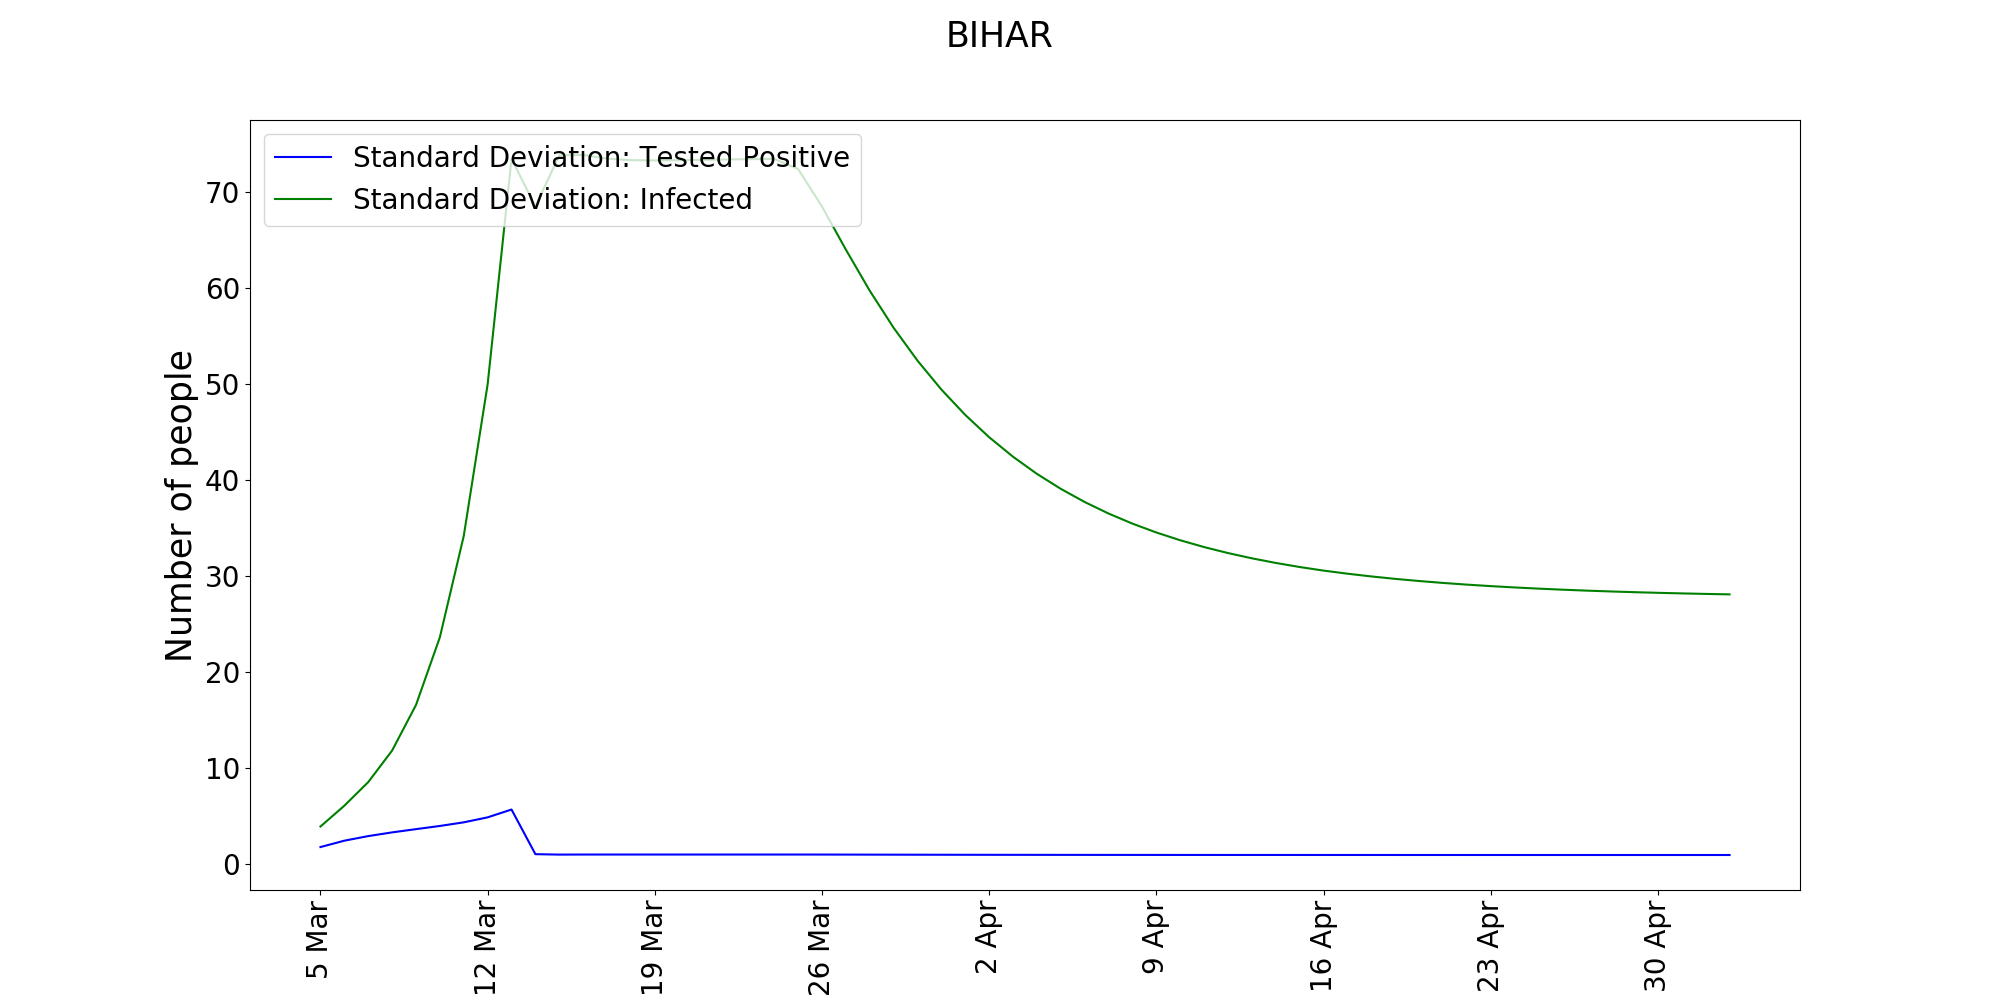 BIHAR
Standard Deviation: Tested Positive
Standard Deviation: Infected
Number of people
70
60
50
40
30
20
10
0
5 Mar
12 Mar
19 Mar
26 Mar
2 Apr
9 Apr
16 Apr
23 Apr
30 Apr